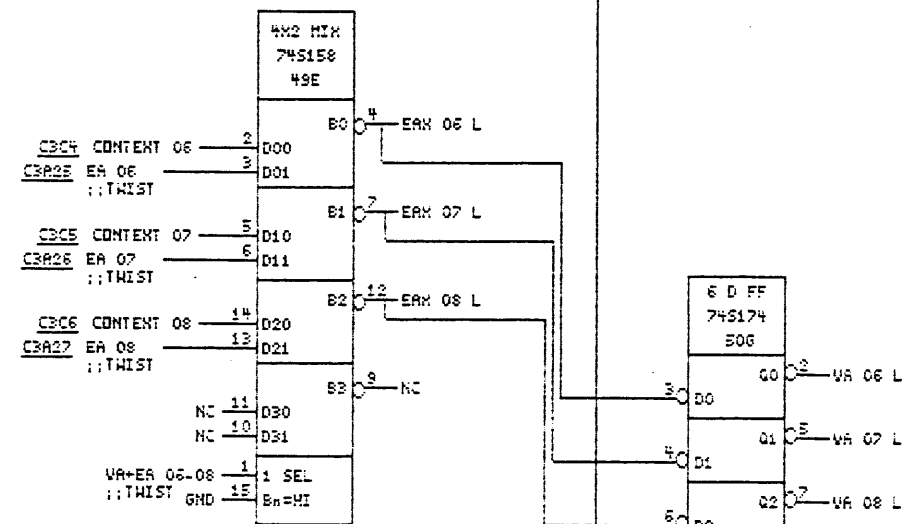 4X2 MIX
74S158
49E
B0 4 EAX 06 L
C3C4 CONTEXT 06 2 D00
C3A25 EA 06 3 D01
;;TWIST
B1 7 EAX 07 L
C3C5 CONTEXT 07 5 D10
C3A26 EA 07 6 D11
;;TWIST
B2 12 EAX 08 L
C3C6 CONTEXT 08 14 D20
C3A27 EA 08 13 D21
;;TWIST
B3 9 NC
NC 11 D30
NC 10 D31
VA+EA 06-08 1 1 SEL
;;TWIST GND 15 Bn=HI
6 D FF
74S174
50G
Q0 2 VA 06 L
3 D0
Q1 5 VA 07 L
4 D1
Q2 7 VA 08 L
6